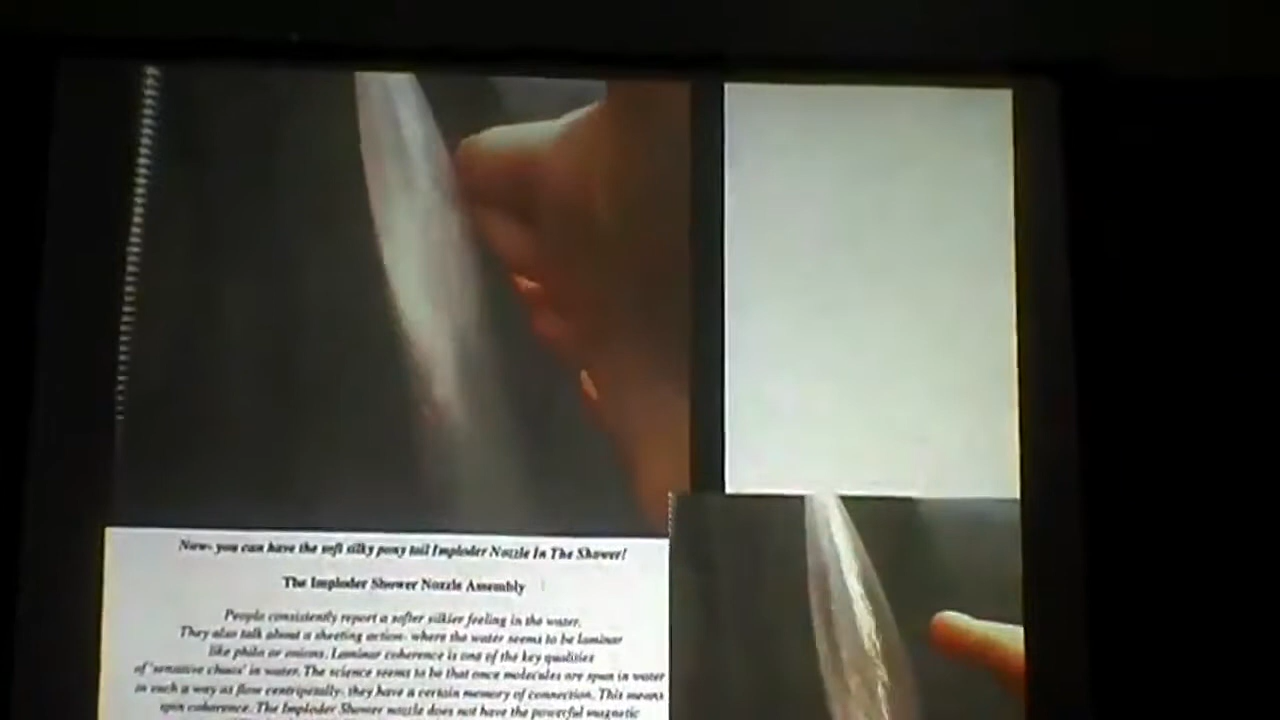 Now- you can have the soft silky pony tail Imploder Nozzle In The Shower!
The Imploder Shower Nozzle Assembly
People consistently report a softer silkier feeling in the water.
They also talk about a sheeting action- where the water seems to be laminar
like philo or onions. Laminar coherence is one of the key qualities
of 'sensitive chaos' in water. The science seems to be that once molecules are spun in water
in such a way as flow centripetally- they have a certain memory of connection. This means
spin coherence. The Imploder Shower nozzle does not have the powerful magnetic